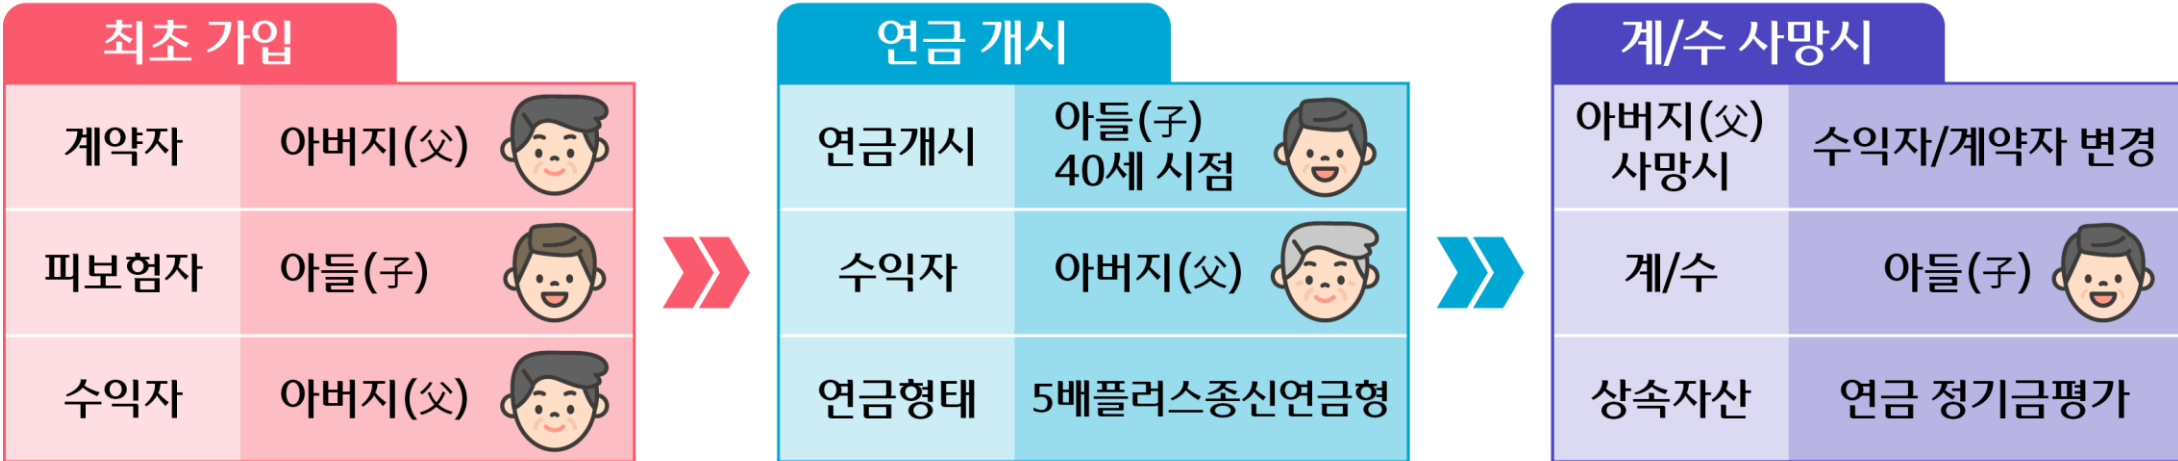 최초 가입
계약자 아버지(父)
피보험자 아들(子)
수익자 아버지(父)
연금 개시
연금개시 아들(子)
40세 시점
수익자 아버지(父)
연금형태 5배플러스종신연금형
계/수 사망시
아버지(父)
사망시 수익자/계약자 변경
계/수 아들(子)
상속자산 연금 정기금평가